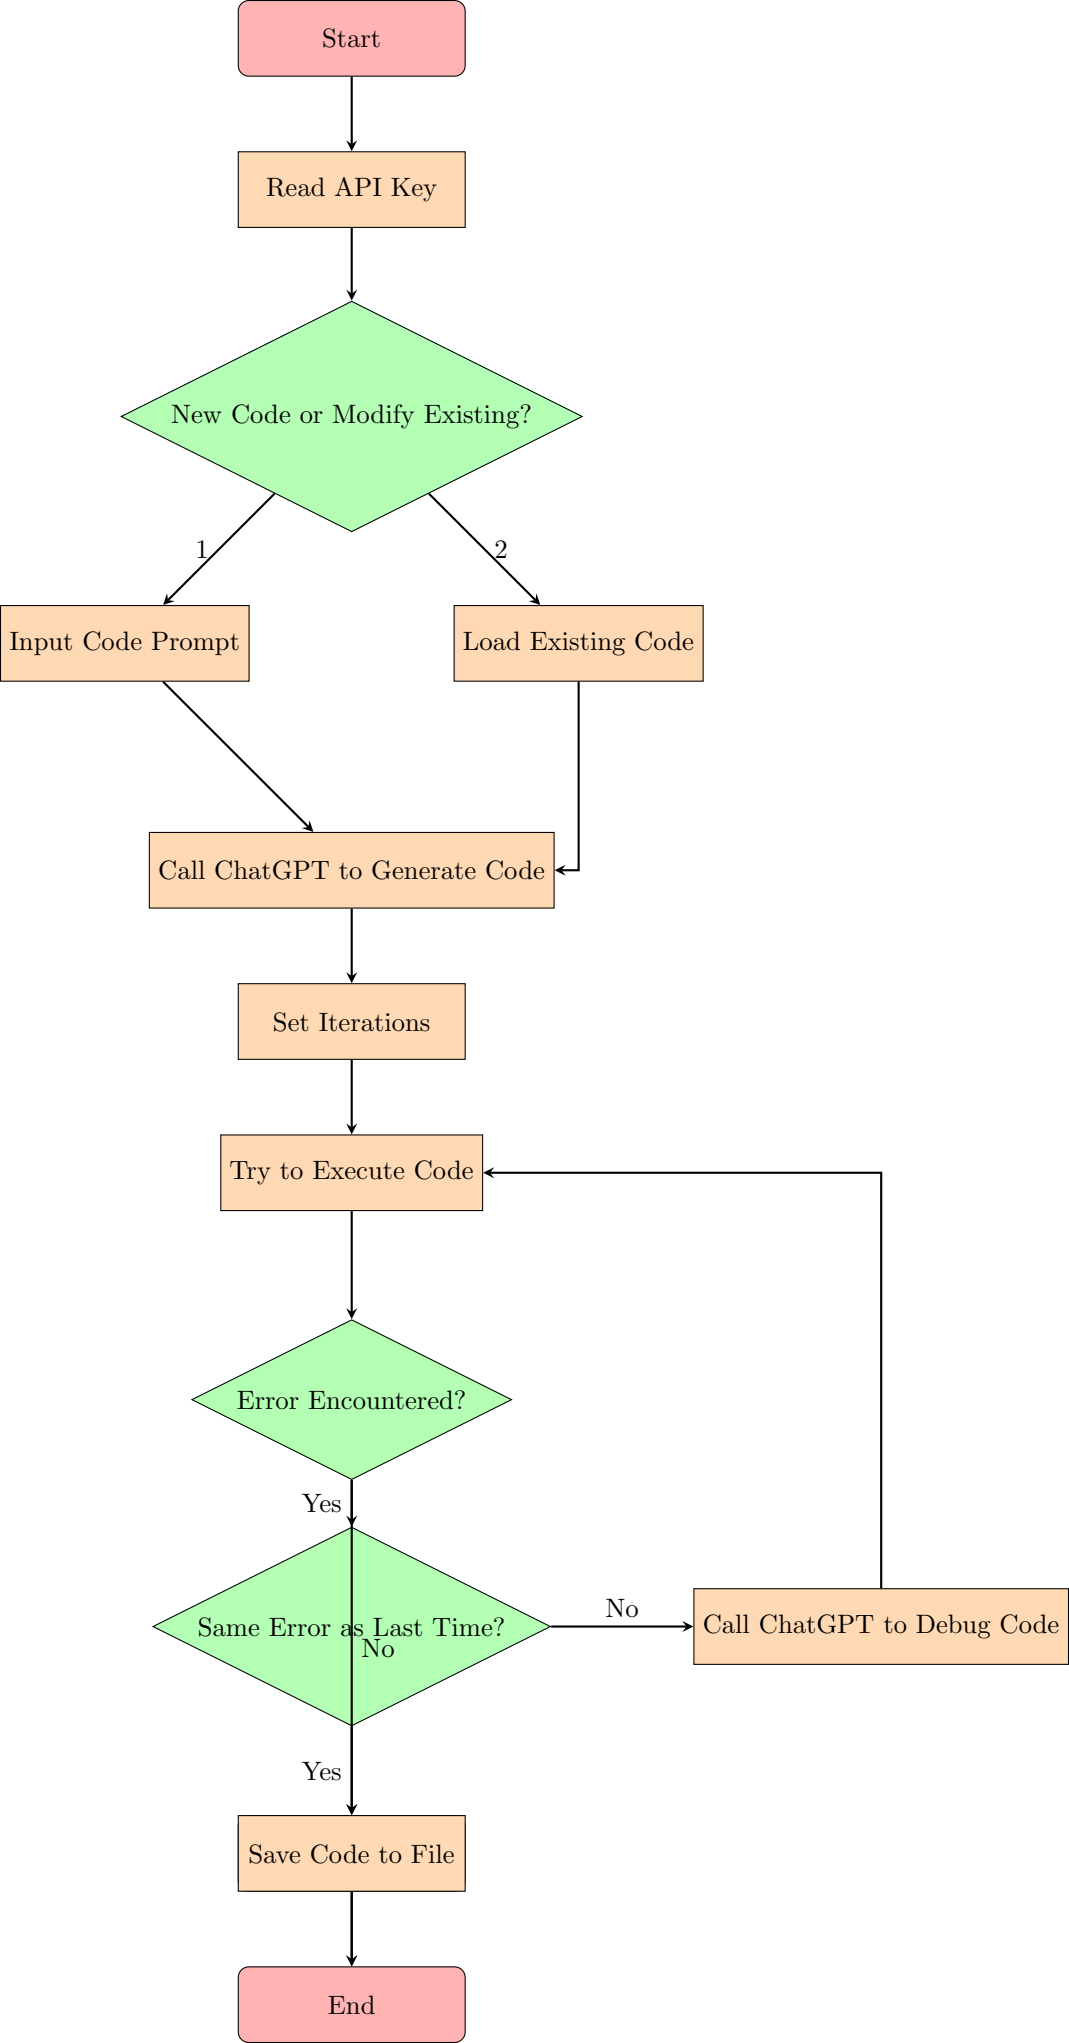 Start
Read API Key
New Code or Modify Existing?
1
2
Input Code Prompt
Load Existing Code
Call ChatGPT to Generate Code
Set Iterations
Try to Execute Code
Error Encountered?
Yes
Same Error as Last Time?
No
No
Call ChatGPT to Debug Code
Yes
Save Code to File
End